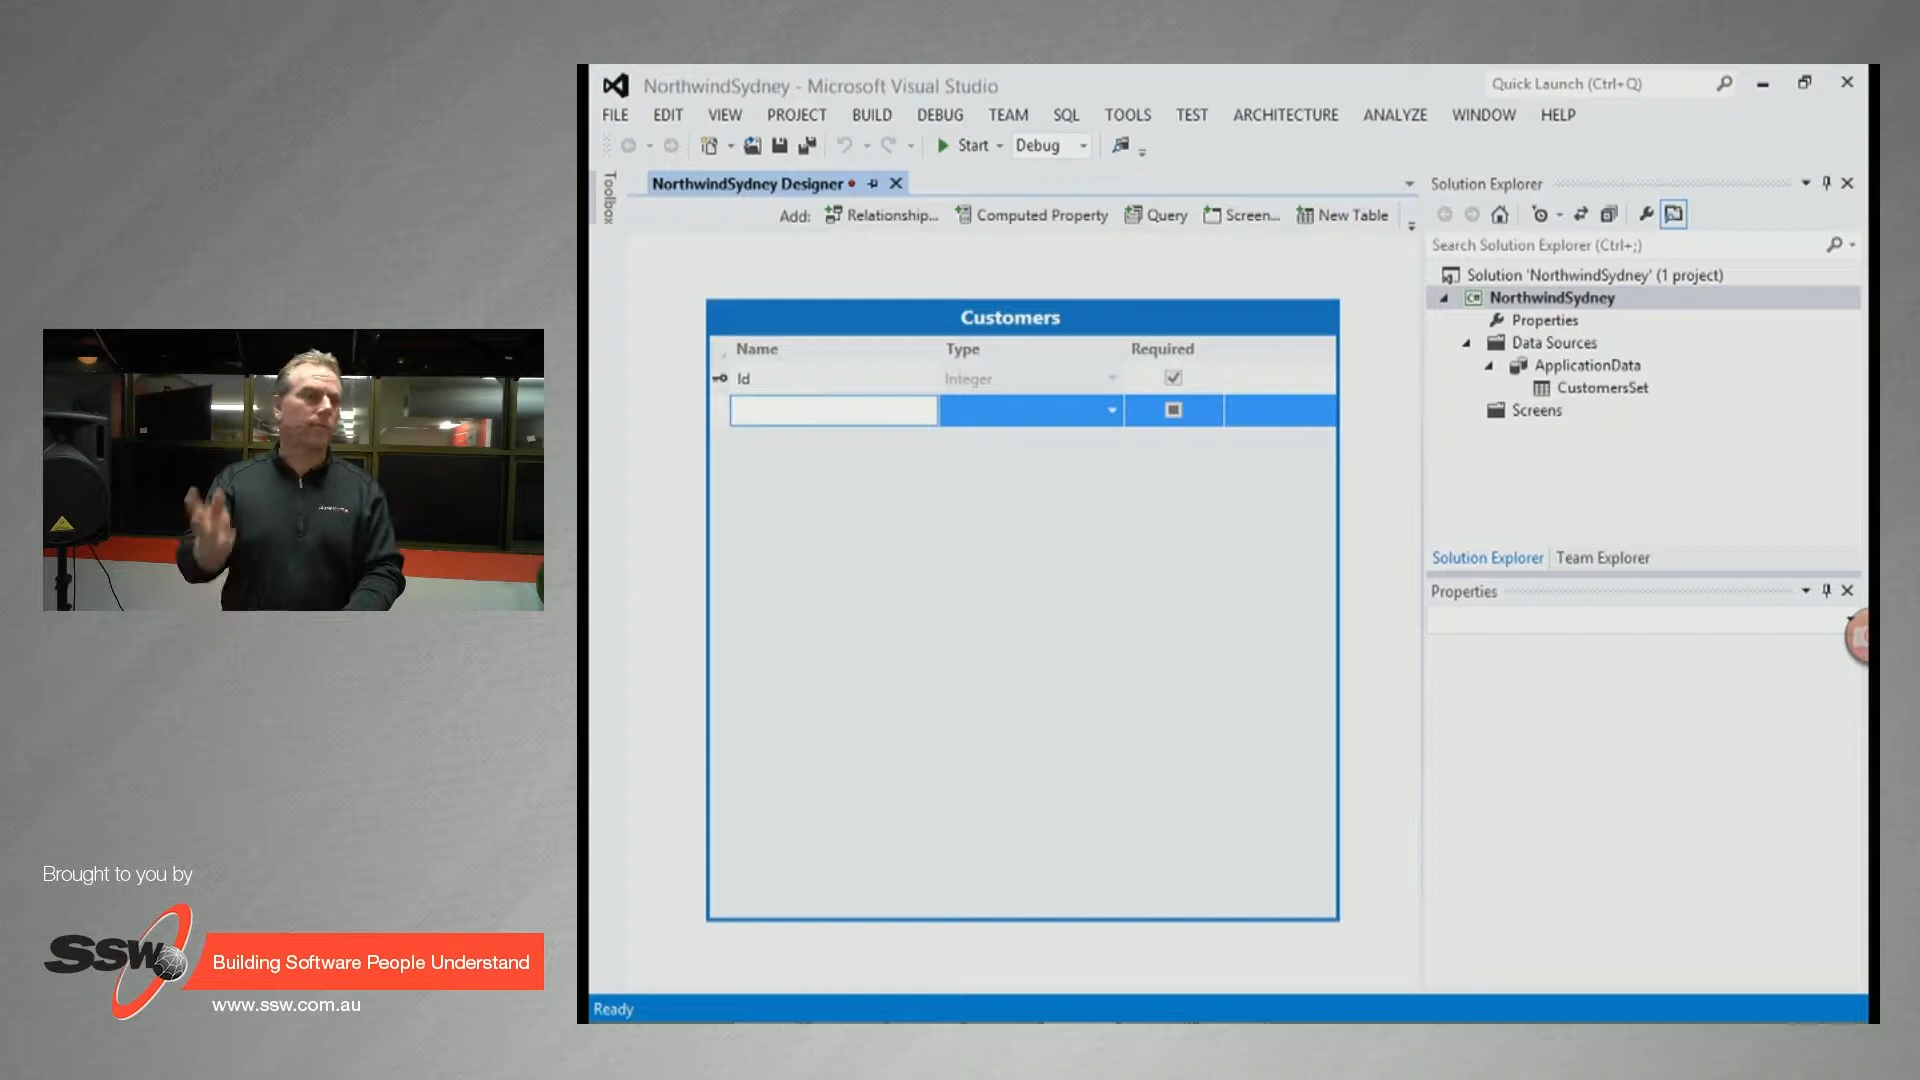 NorthwindSydney - Microsoft Visual Studio
Quick Launch (Ctrl+Q)
FILE EDIT VIEW PROJECT BUILD DEBUG TEAM SQL TOOLS TEST ARCHITECTURE ANALYZE WINDOW HELP
Start Debug
Toolbox
NorthwindSydney Designer
Add: Relationship... Computed Property Query Screen... New Table
Customers
Name Type Required
Id Integer
Solution Explorer
Search Solution Explorer (Ctrl+;)
Solution 'NorthwindSydney' (1 project)
NorthwindSydney
Properties
Data Sources
ApplicationData
CustomersSet
Screens
Solution Explorer Team Explorer
Properties
Ready
Brought to you by
SSW
Building Software People Understand
www.ssw.com.au